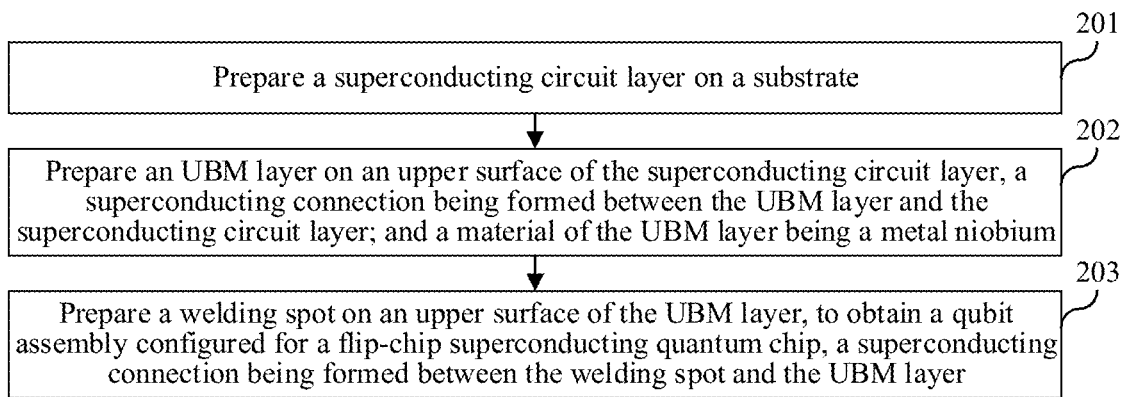 201
Prepare a superconducting circuit layer on a substrate
202
Prepare an UBM layer on an upper surface of the superconducting circuit layer, a
superconducting connection being formed between the UBM layer and the
superconducting circuit layer; and a material of the UBM layer being a metal niobium
203
Prepare a welding spot on an upper surface of the UBM layer, to obtain a qubit
assembly configured for a flip-chip superconducting quantum chip, a superconducting
connection being formed between the welding spot and the UBM layer